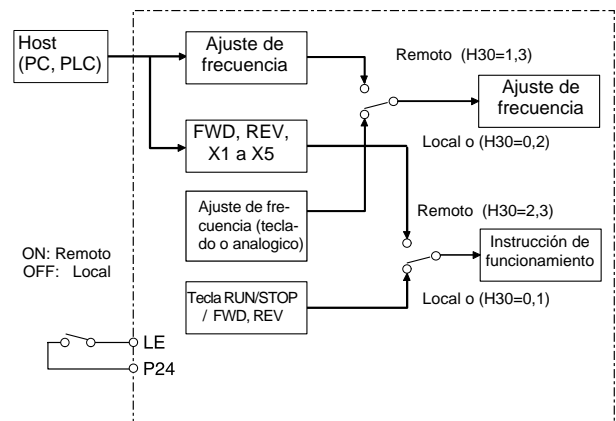 Host
(PC, PLC)
Ajuste de
frecuencia
Remoto (H30=1,3)
Ajuste de
frecuencia
FWD, REV,
X1 a X5
Local o (H30=0,2)
Ajuste de fre-
cuencia (tecla-
do o analogico)
Remoto (H30=2,3)
Instrucción de
funcionamiento
ON: Remoto
OFF: Local
Tecla RUN/STOP
/ FWD, REV
Local o (H30=0,1)
LE
P24